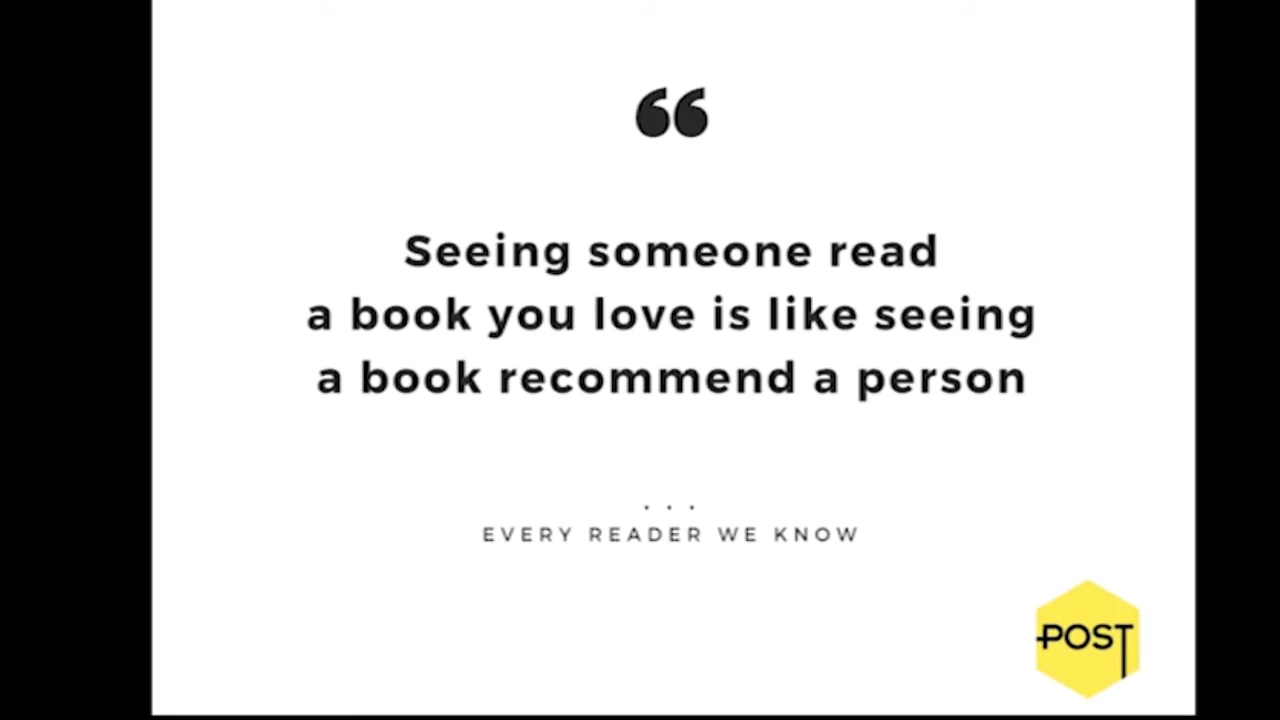 ❝
Seeing someone read
a book you love is like seeing
a book recommend a person
. . .
EVERY READER WE KNOW
POST